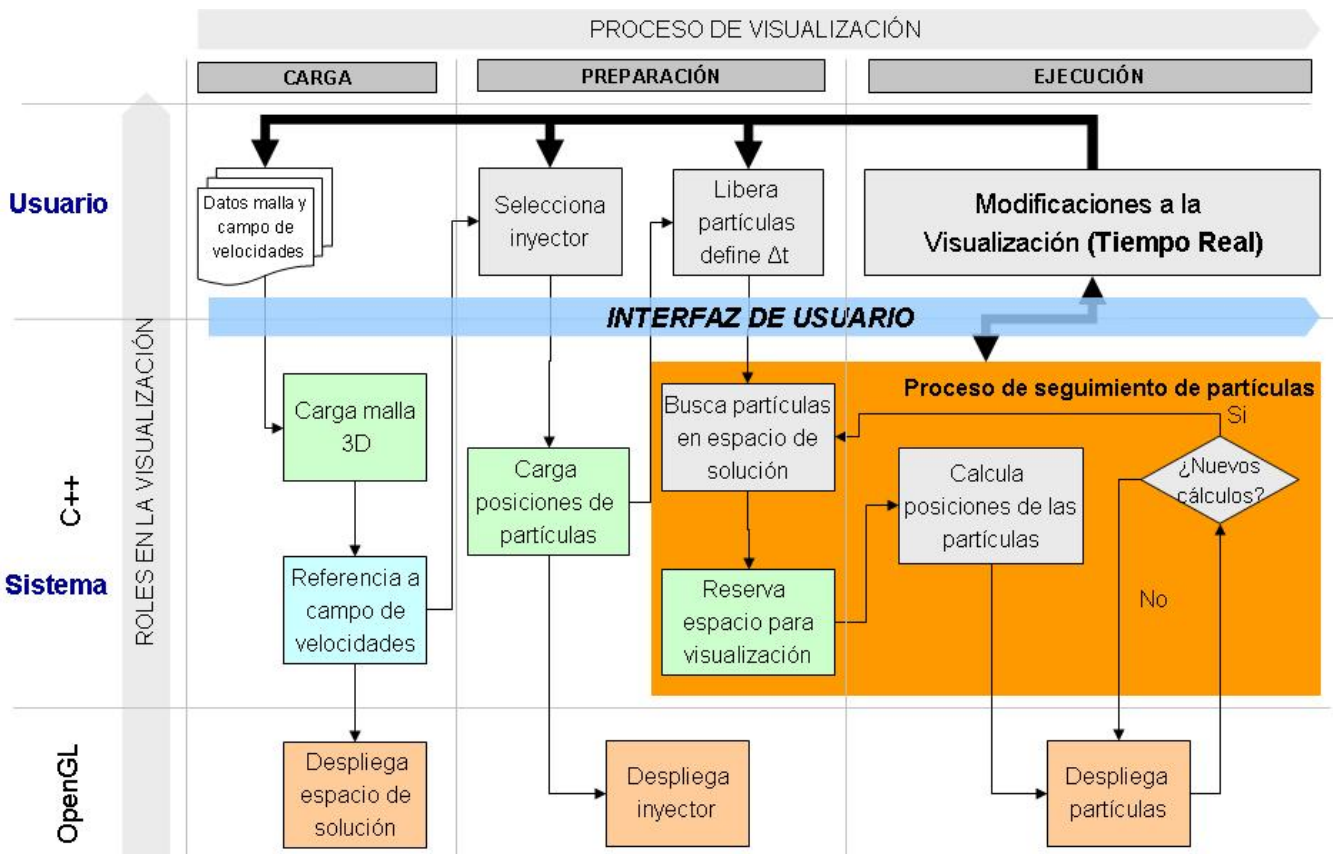 PROCESO DE VISUALIZACIÓN
CARGA
PREPARACIÓN
EJECUCIÓN
ROLES EN LA VISUALIZACIÓN
Usuario
Datos malla y
campo de
velocidades
Selecciona
inyector
Libera
partículas
define Δt
Modificaciones a la
Visualización (Tiempo Real)
INTERFAZ DE USUARIO
C++
Sistema
Carga malla
3D
Referencia a
campo de
velocidades
Carga
posiciones de
partículas
Proceso de seguimiento de partículas
Busca partículas
en espacio de
solución
Reserva
espacio para
visualización
Calcula
posiciones de las
partículas
Si
¿Nuevos
cálculos?
No
OpenGL
Despliega
espacio de
solución
Despliega
inyector
Despliega
partículas